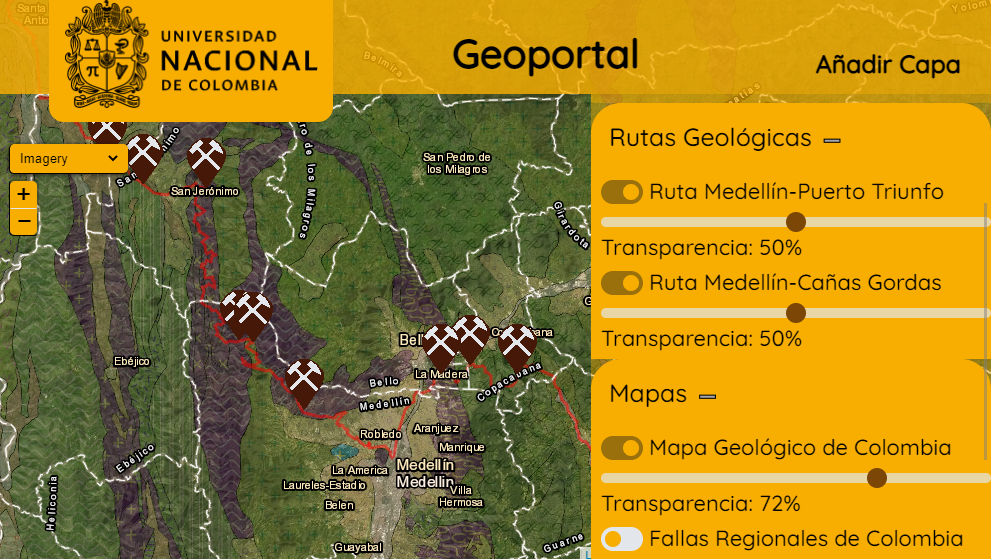 Santa
Antio
UNIVERSIDAD
NACIONAL
DE COLOMBIA
Geoportal
Añadir Capa
Yolom
Belmira
Imagery
+
−
San
San Jerónimo
San Pedro de
los Milagros
ro de los Milagros
Girardota
Ebéjico
Ebéjico
Heliconia
La Madera
Bello
Medellín
Copacabana
Robledo
Aranjuez
Manrique
La America
Medellín
Medellín
Laureles-Estadio
Villa
Hermosa
Belen
Guayabal
Guarne
Rutas Geológicas
Ruta Medellín-Puerto Triunfo
Transparencia: 50%
Ruta Medellín-Cañas Gordas
Transparencia: 50%
Mapas
Mapa Geológico de Colombia
Transparencia: 72%
Fallas Regionales de Colombia